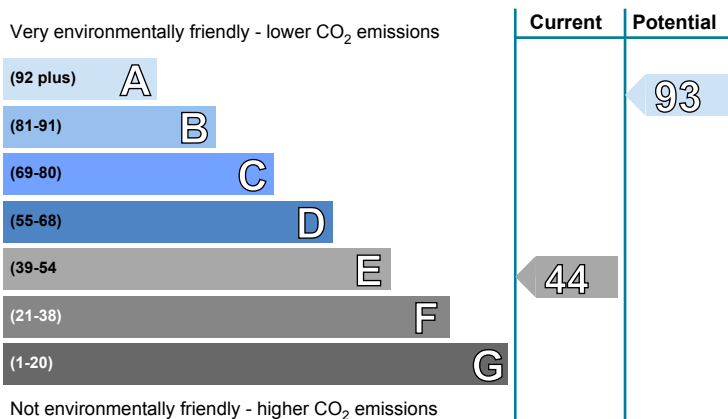 Current Potential
Very environmentally friendly - lower CO2 emissions
(92 plus) A 93
(81-91) B
(69-80) C
(55-68) D
(39-54 E 44
(21-38) F
(1-20) G
Not environmentally friendly - higher CO2 emissions